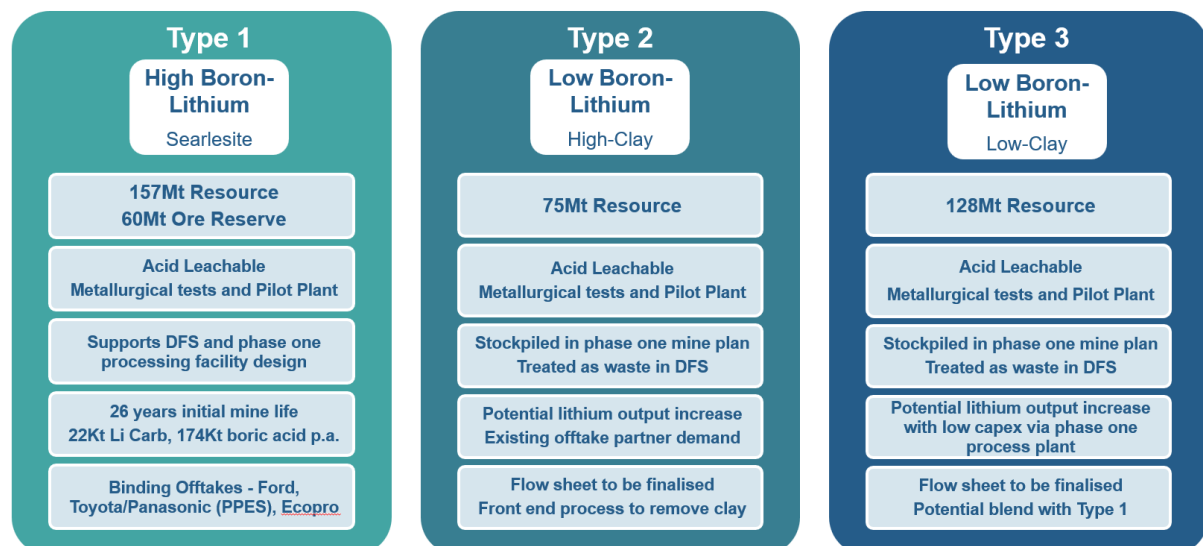 Type 1
High Boron-
Lithium
Searlesite
157Mt Resource
60Mt Ore Reserve
Acid Leachable
Metallurgical tests and Pilot Plant
Supports DFS and phase one
processing facility design
26 years initial mine life
22Kt Li Carb, 174Kt boric acid p.a.
Binding Offtakes - Ford,
Toyota/Panasonic (PPES), Ecopro
Type 2
Low Boron-
Lithium
High-Clay
75Mt Resource
Acid Leachable
Metallurgical tests and Pilot Plant
Stockpiled in phase one mine plan
Treated as waste in DFS
Potential lithium output increase
Existing offtake partner demand
Flow sheet to be finalised
Front end process to remove clay
Type 3
Low Boron-
Lithium
Low-Clay
128Mt Resource
Acid Leachable
Metallurgical tests and Pilot Plant
Stockpiled in phase one mine plan
Treated as waste in DFS
Potential lithium output increase
with low capex via phase one
process plant
Flow sheet to be finalised
Potential blend with Type 1